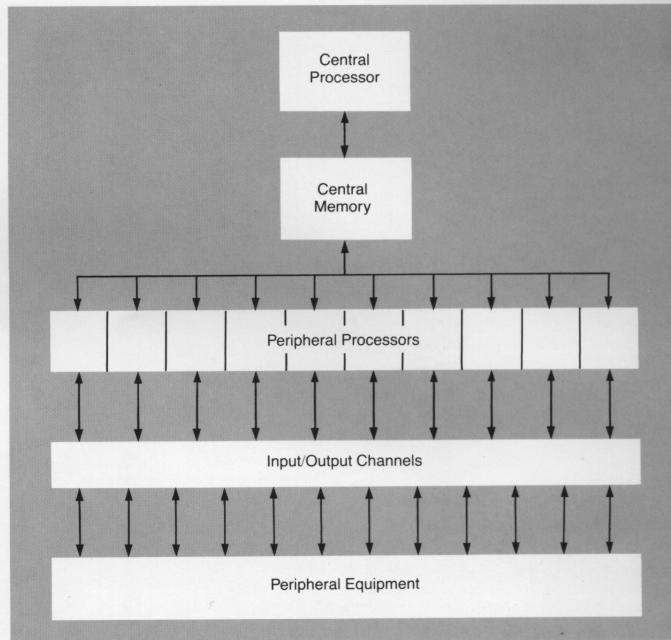 Central
Processor
Central
Memory
Peripheral Processors
Input/Output Channels
Peripheral Equipment